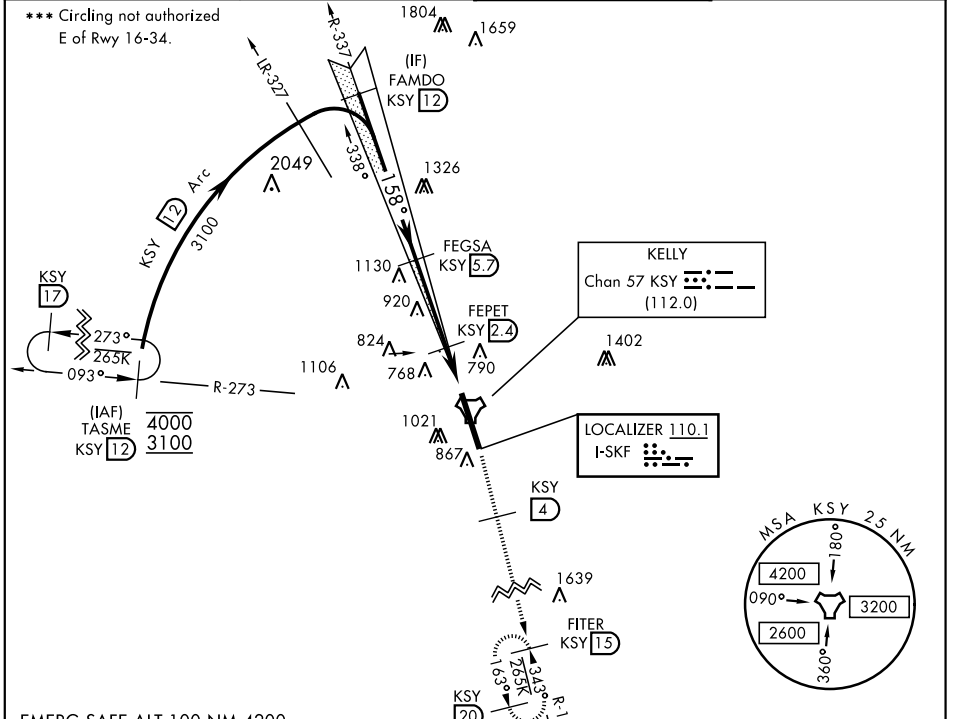 *** Circling not authorized
E of Rwy 16-34.
1804
1659
R-337
(IF)
FAMDO
KSY 12
LR-327
2049
338°
158°
1326
KSY 12 Arc
3100
FEGSA
KSY 5.7
1130
920
KELLY
Chan 57 KSY
(112.0)
KSY
17
273°
265K
093°
FEPET
KSY 2.4
824
768
790
1402
1106
R-273
(IAF)
TASME
KSY 12
4000
3100
1021
867
LOCALIZER 110.1
I-SKF
KSY
4
1639
FITER
KSY 15
163°
265K
343°
KSY
20
MSA KSY 25 NM
180°
4200
090°
3200
2600
360°
EMERG SAFE ALT 100 NM 4200